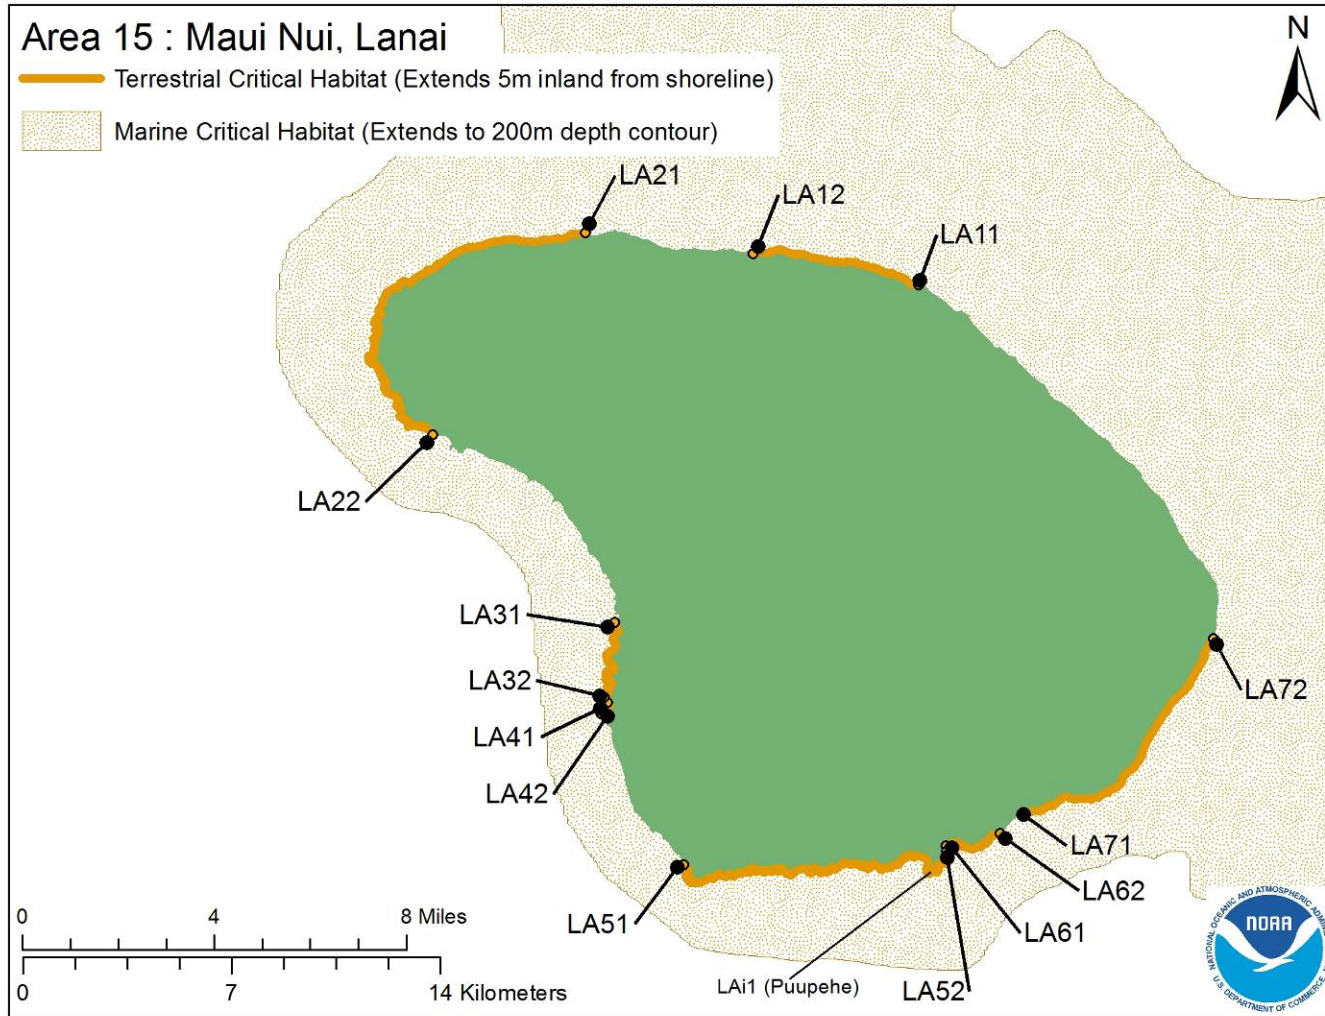 Area 15 : Maui Nui, Lanai
Terrestrial Critical Habitat (Extends 5m inland from shoreline)
Marine Critical Habitat (Extends to 200m depth contour)
N
LA21
LA12
LA11
LA22
LA31
LA32
LA41
LA42
LA72
LA71
LA62
LA61
LA51
LA52
LAi1 (Puupehe)
0 4 8 Miles
0 7 14 Kilometers
NATIONAL OCEANIC AND ATMOSPHERIC
NOAA
U.S. DEPARTMENT OF COMMERCE